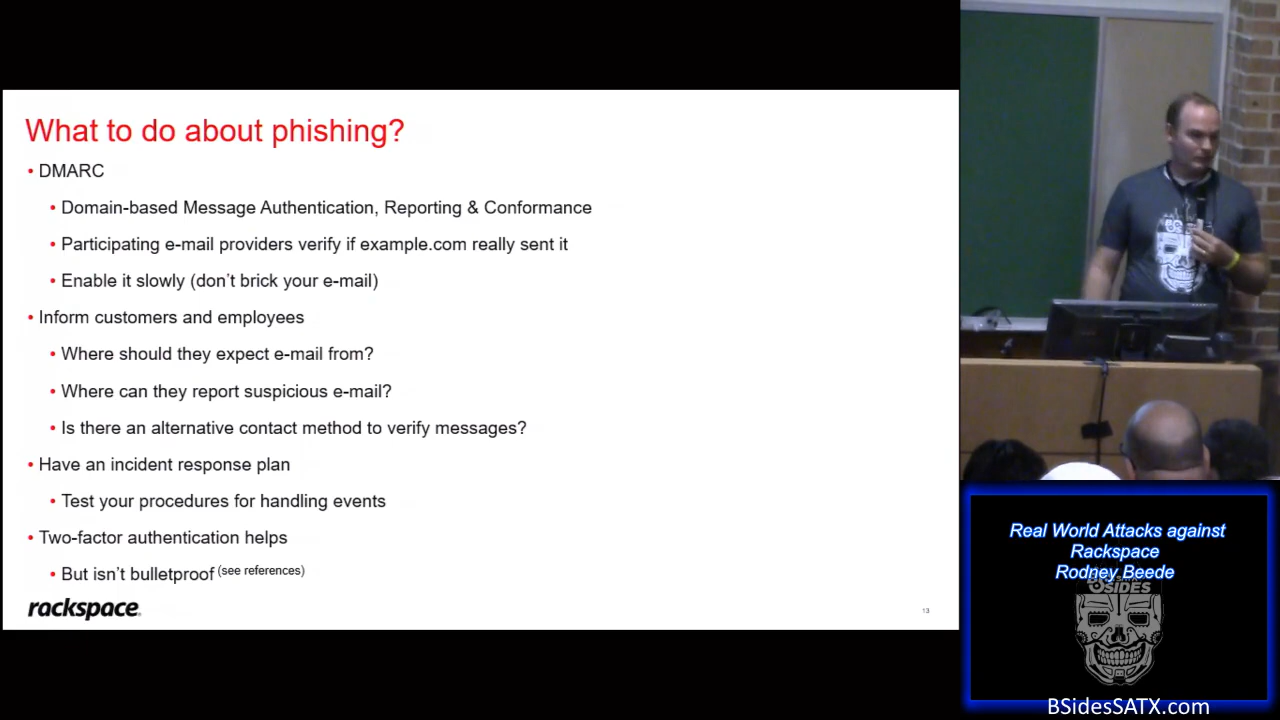 What to do about phishing?
• DMARC
• Domain-based Message Authentication, Reporting & Conformance
• Participating e-mail providers verify if example.com really sent it
• Enable it slowly (don't brick your e-mail)
• Inform customers and employees
• Where should they expect e-mail from?
• Where can they report suspicious e-mail?
• Is there an alternative contact method to verify messages?
• Have an incident response plan
• Test your procedures for handling events
• Two-factor authentication helps
• But isn't bulletproof (see references)
rackspace.
13
Real World Attacks against
Rackspace
Rodney Beede
BSIDES
BSidesSATX.com